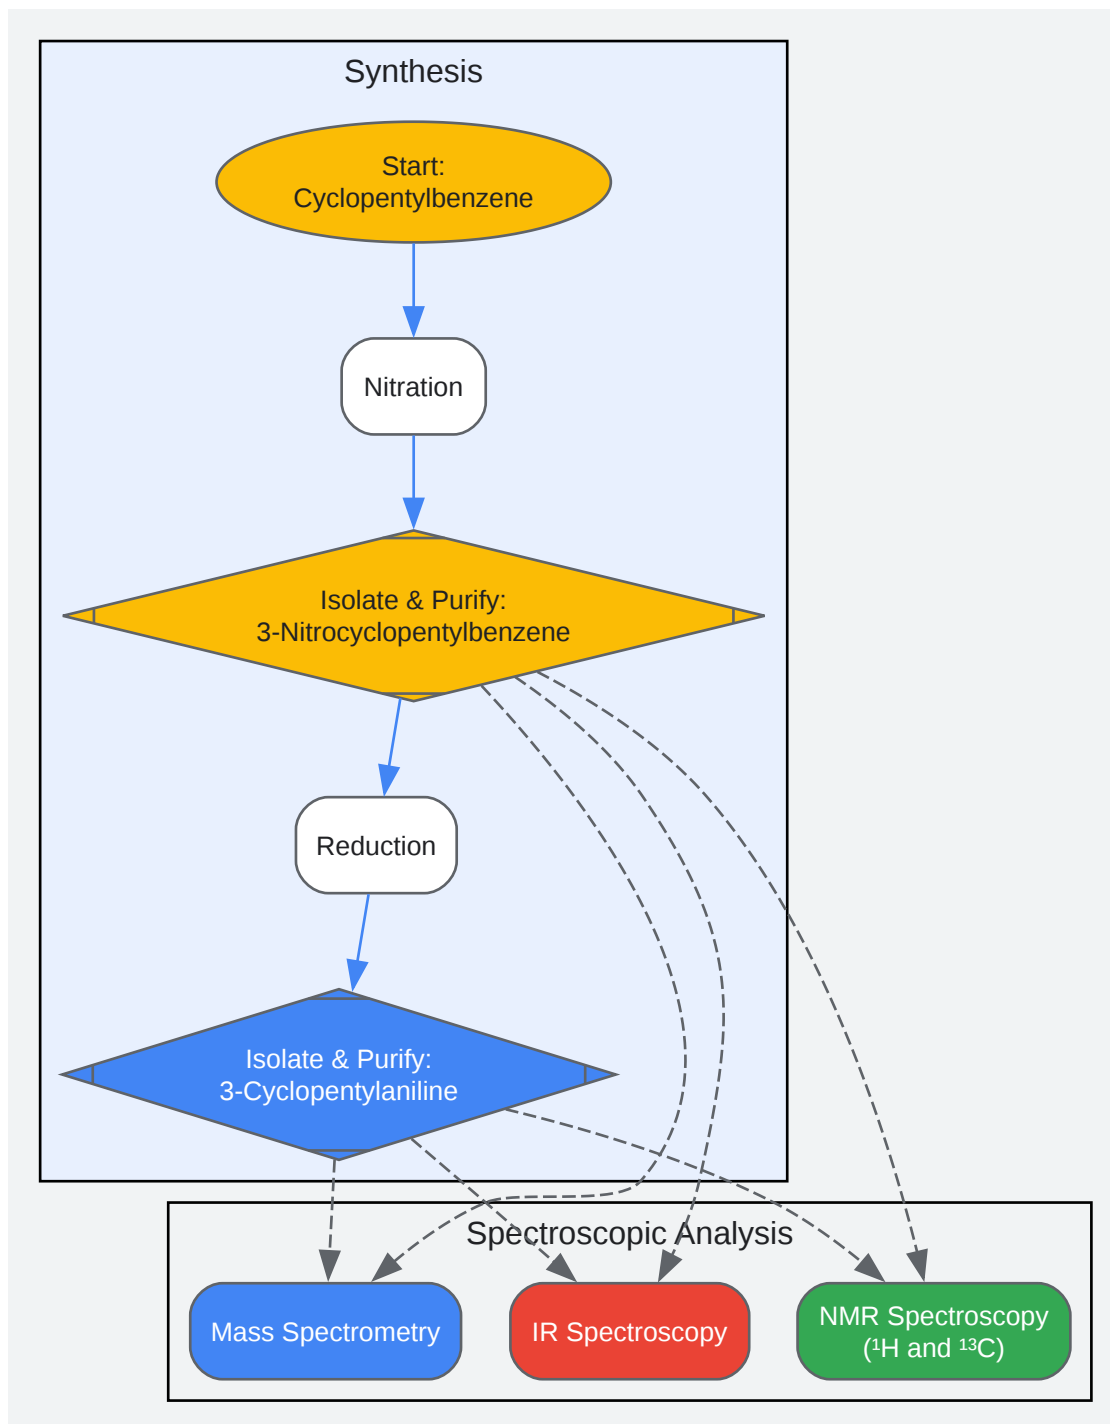 Synthesis
Start:
Cyclopentylbenzene
Nitration
Isolate & Purify:
3-Nitrocyclopentylbenzene
Reduction
Isolate & Purify:
3-Cyclopentylaniline
Spectroscopic Analysis
Mass Spectrometry
IR Spectroscopy
NMR Spectroscopy
(¹H and ¹³C)